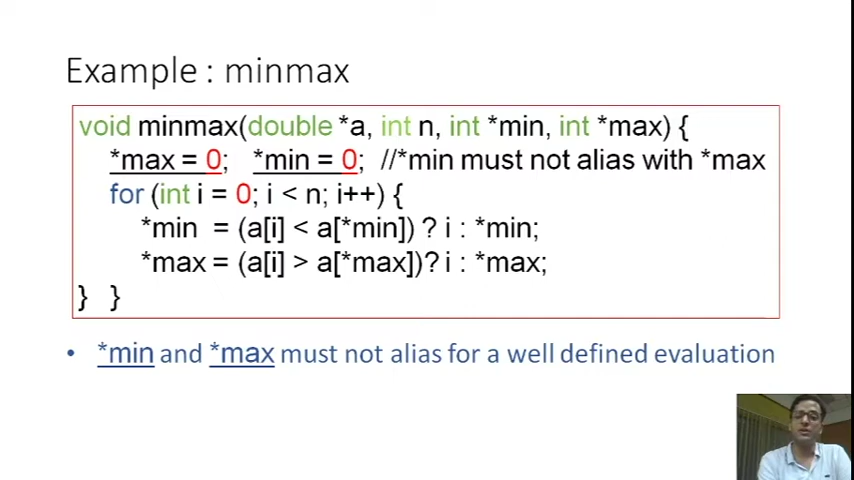 Example : minmax
void minmax(double *a, int n, int *min, int *max) {
*max = 0; *min = 0; //*min must not alias with *max
for (int i = 0; i < n; i++) {
*min = (a[i] < a[*min]) ? i : *min;
*max = (a[i] > a[*max])? i : *max;
} }
• *min and *max must not alias for a well defined evaluation